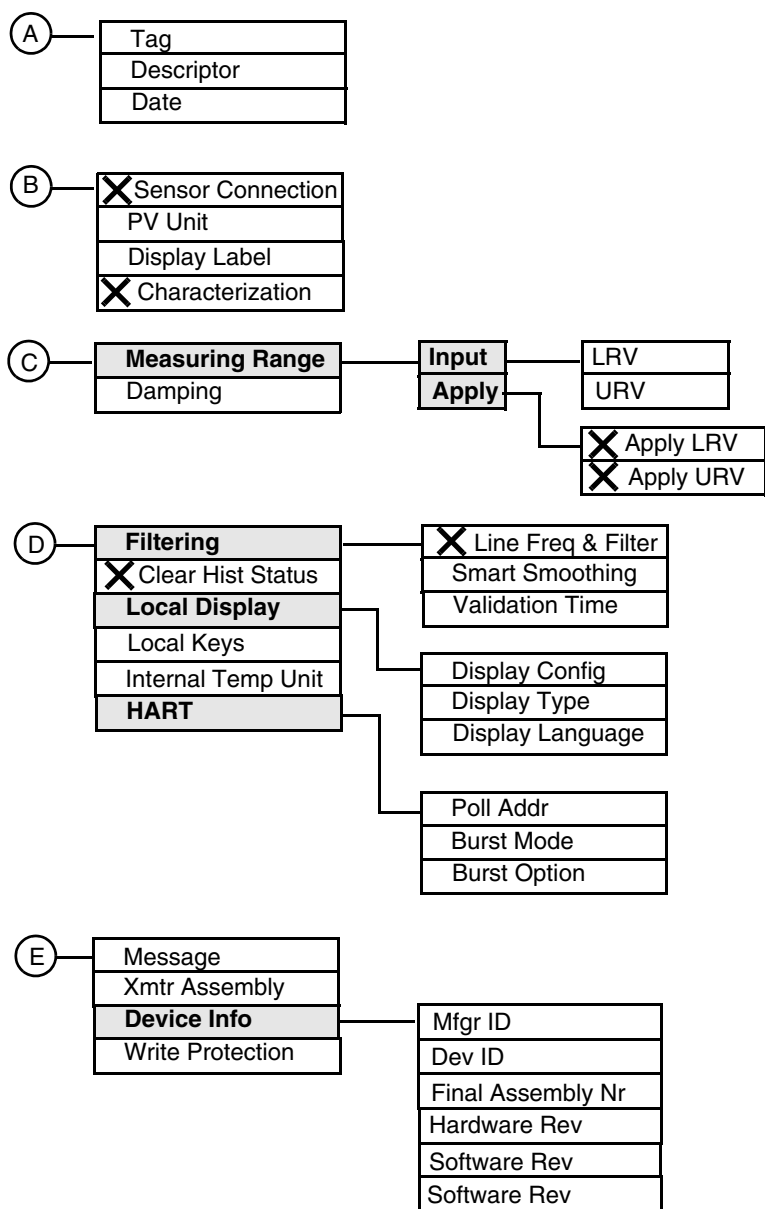 A
Tag
Descriptor
Date
B
Sensor Connection
PV Unit
Display Label
Characterization
C
Measuring Range
Damping
Input
Apply
LRV
URV
Apply LRV
Apply URV
D
Filtering
Clear Hist Status
Local Display
Local Keys
Internal Temp Unit
HART
Line Freq & Filter
Smart Smoothing
Validation Time
Display Config
Display Type
Display Language
Poll Addr
Burst Mode
Burst Option
E
Message
Xmtr Assembly
Device Info
Write Protection
Mfgr ID
Dev ID
Final Assembly Nr
Hardware Rev
Software Rev
Software Rev